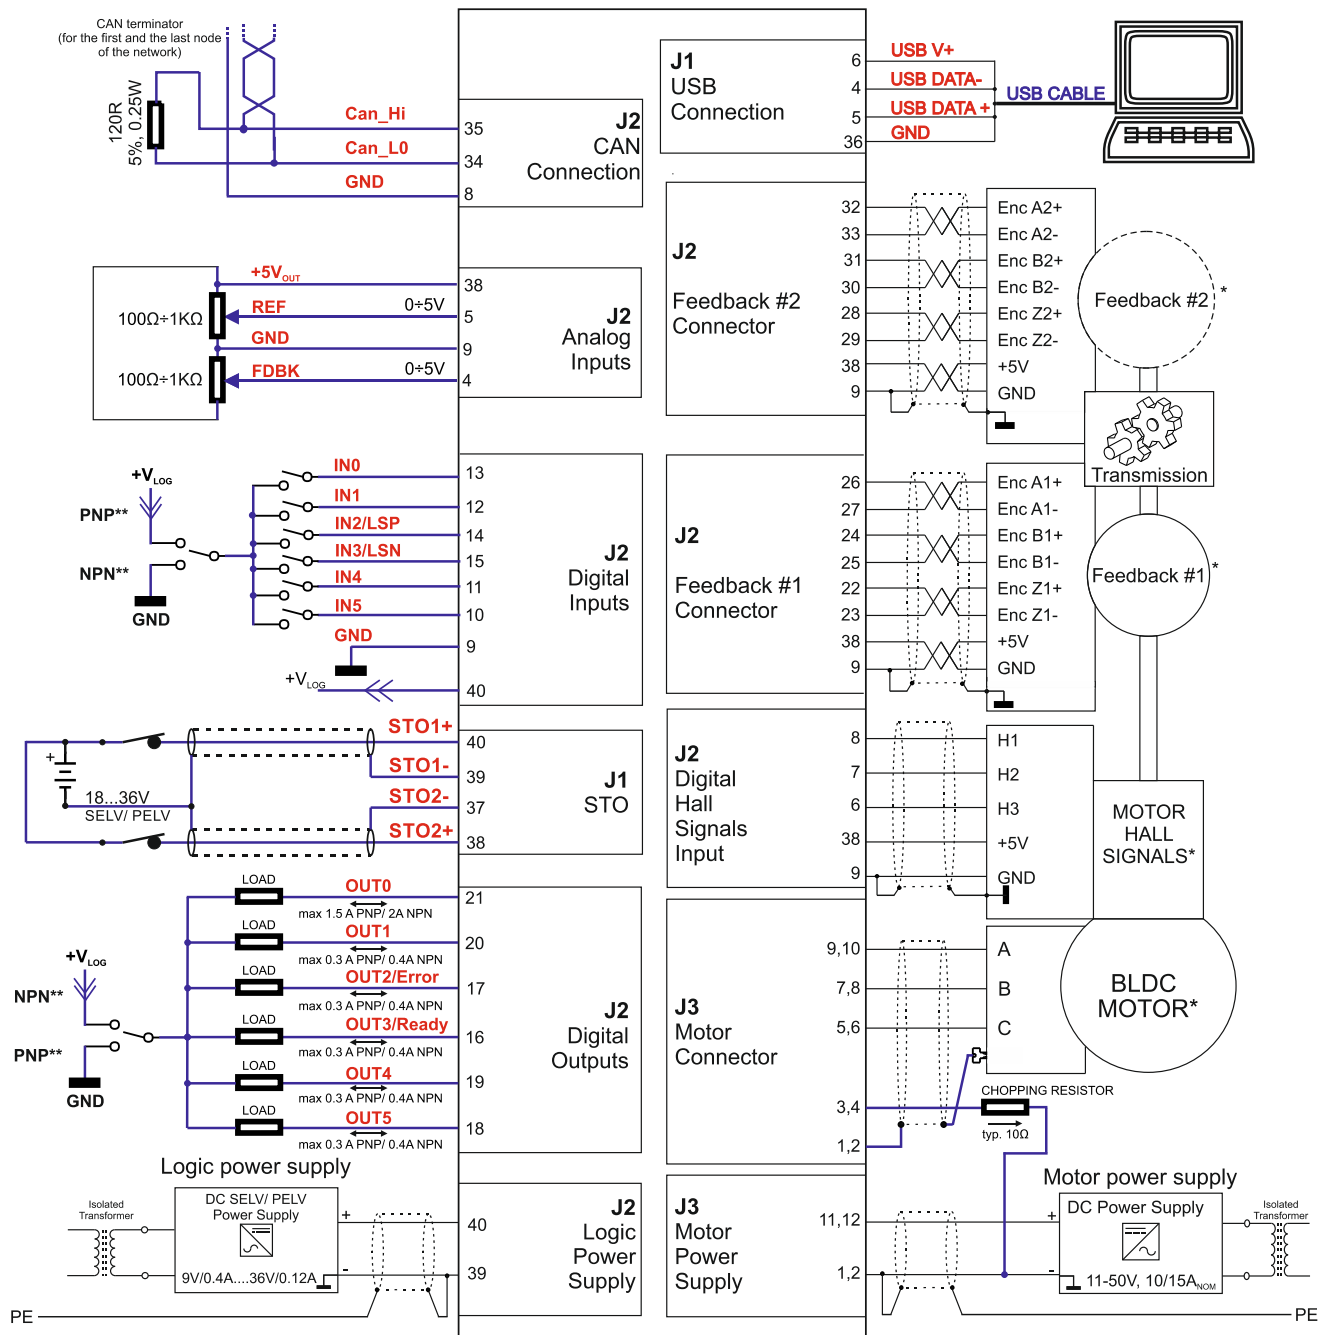 CAN terminator
(for the first and the last node
of the network)
120R
5%, 0.25W
Can_Hi
35
Can_L0
34
GND
8
J2
CAN
Connection
J1
USB
Connection
6
USB V+
4
USB DATA-
5
USB DATA +
36
GND
USB CABLE
+5VOUT
38
REF
0÷5V
5
GND
9
FDBK
0÷5V
4
100Ω÷1KΩ
100Ω÷1KΩ
J2
Analog
Inputs
J2
Feedback #2
Connector
32
Enc A2+
33
Enc A2-
31
Enc B2+
30
Enc B2-
28
Enc Z2+
29
Enc Z2-
38
+5V
9
GND
Feedback #2
*
Transmission
+VLOG
PNP**
NPN**
GND
IN0
13
IN1
12
IN2/LSP
14
IN3/LSN
15
IN4
11
IN5
10
GND
9
+VLOG
40
J2
Digital
Inputs
J2
Feedback #1
Connector
26
Enc A1+
27
Enc A1-
24
Enc B1+
25
Enc B1-
22
Enc Z1+
23
Enc Z1-
38
+5V
9
GND
Feedback #1
*
+
18...36V
SELV/ PELV
STO1+
40
STO1-
39
STO2-
37
STO2+
38
J1
STO
J2
Digital
Hall
Signals
Input
8
H1
7
H2
6
H3
38
+5V
9
GND
MOTOR
HALL
SIGNALS*
+VLOG
NPN**
PNP**
GND
LOAD
OUT0
21
max 1.5 A PNP/ 2A NPN
LOAD
OUT1
20
max 0.3 A PNP/ 0.4A NPN
LOAD
OUT2/Error
17
max 0.3 A PNP/ 0.4A NPN
LOAD
OUT3/Ready
16
max 0.3 A PNP/ 0.4A NPN
LOAD
OUT4
19
max 0.3 A PNP/ 0.4A NPN
LOAD
OUT5
18
max 0.3 A PNP/ 0.4A NPN
J2
Digital
Outputs
J3
Motor
Connector
9,10
A
7,8
B
5,6
C
3,4
1,2
BLDC
MOTOR*
CHOPPING RESISTOR
typ. 10Ω
Logic power supply
Isolated
Transformer
DC SELV/ PELV
Power Supply
9V/0.4A....36V/0.12A
+
-
40
39
PE
J2
Logic
Power
Supply
J3
Motor
Power
Supply
11,12
1,2
Motor power supply
DC Power Supply
+
-
11-50V, 10/15ANOM
Isolated
Transformer
PE